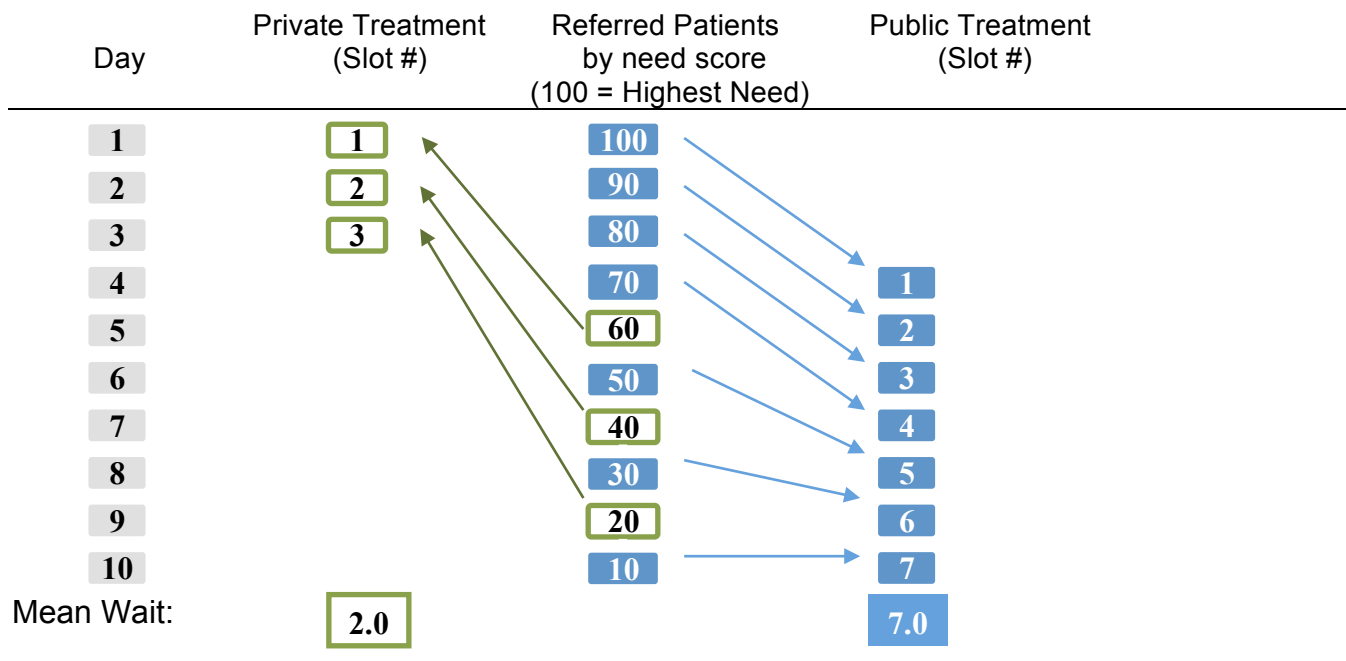 Private Treatment Referred Patients Public Treatment
Day (Slot #) by need score (Slot #)
(100 = Highest Need)
1 1 100
2 2 90
3 3 80
4 70 1
5 60 2
6 50 3
7 40 4
8 30 5
9 20 6
10 10 7
Mean Wait: 2.0 7.0